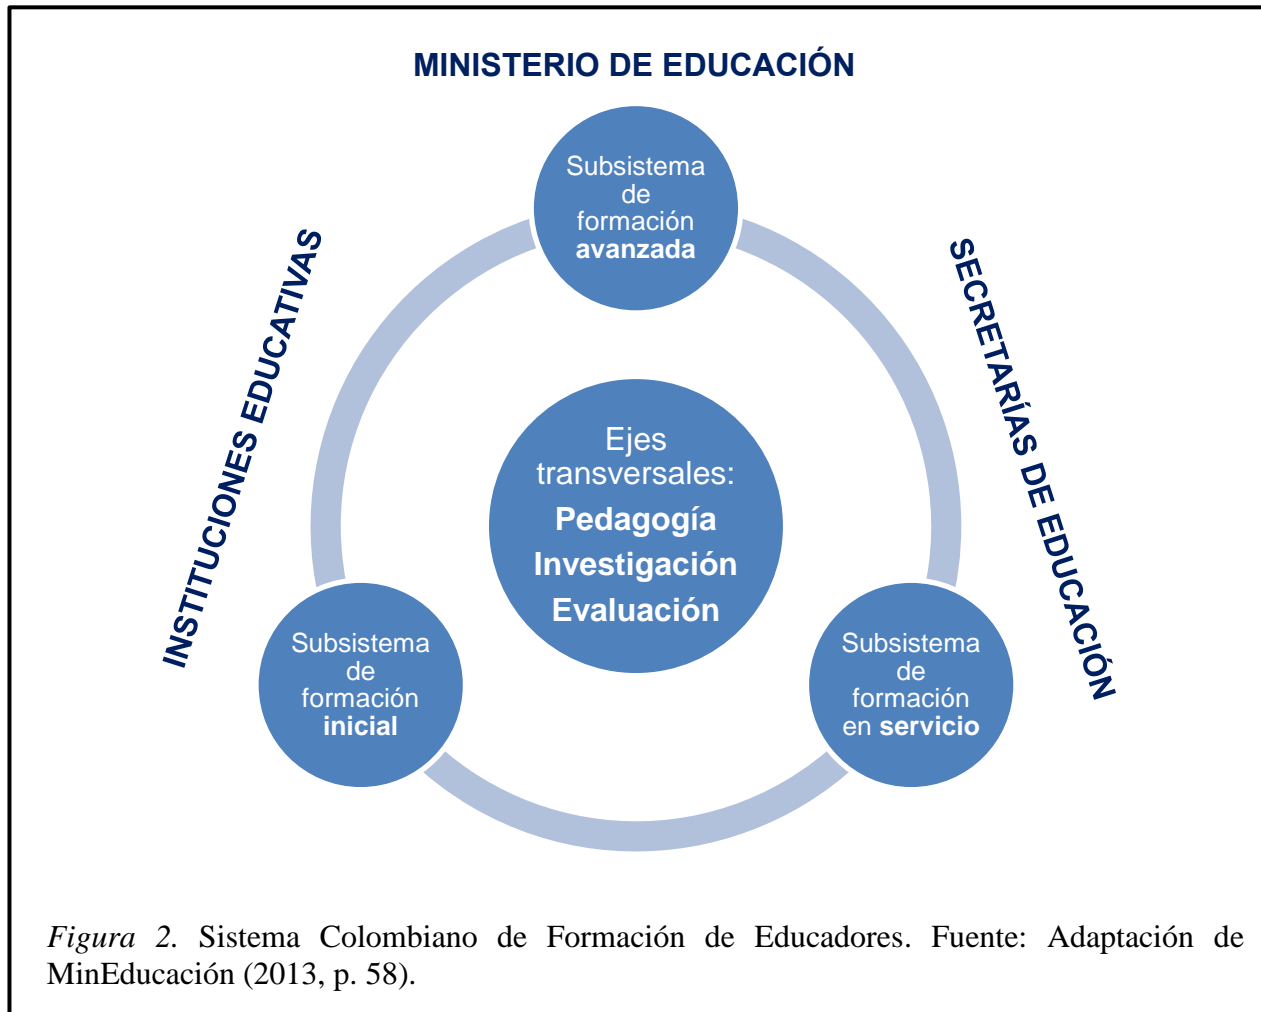 MINISTERIO DE EDUCACIÓN
Subsistema
de
formación
avanzada
INSTITUCIONES EDUCATIVAS
SECRETARÍAS DE EDUCACIÓN
Ejes
transversales:
Pedagogía
Investigación
Evaluación
Subsistema
de
formación
inicial
Subsistema
de
formación
en servicio
Figura 2. Sistema Colombiano de Formación de Educadores. Fuente: Adaptación de
MinEducación (2013, p. 58).